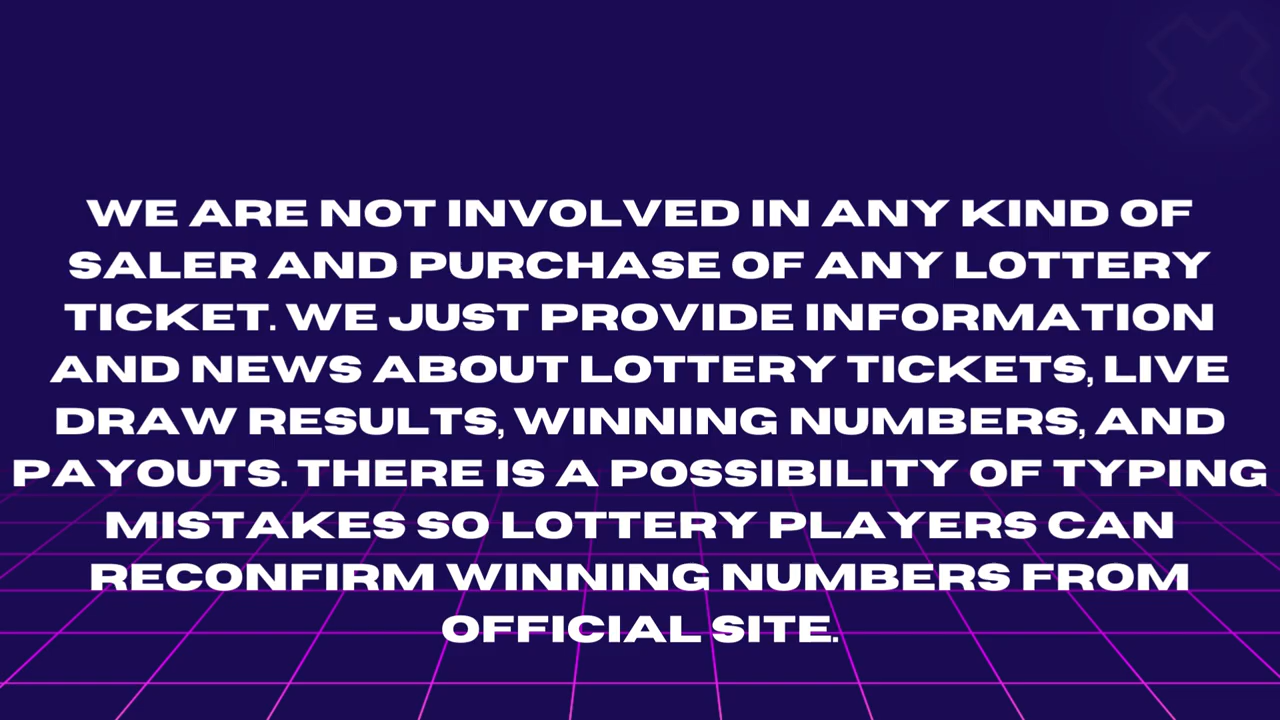 WE ARE NOT INVOLVED IN ANY KIND OF
SALER AND PURCHASE OF ANY LOTTERY
TICKET. WE JUST PROVIDE INFORMATION
AND NEWS ABOUT LOTTERY TICKETS, LIVE
DRAW RESULTS, WINNING NUMBERS, AND
PAYOUTS. THERE IS A POSSIBILITY OF TYPING
MISTAKES SO LOTTERY PLAYERS CAN
RECONFIRM WINNING NUMBERS FROM
OFFICIAL SITE.